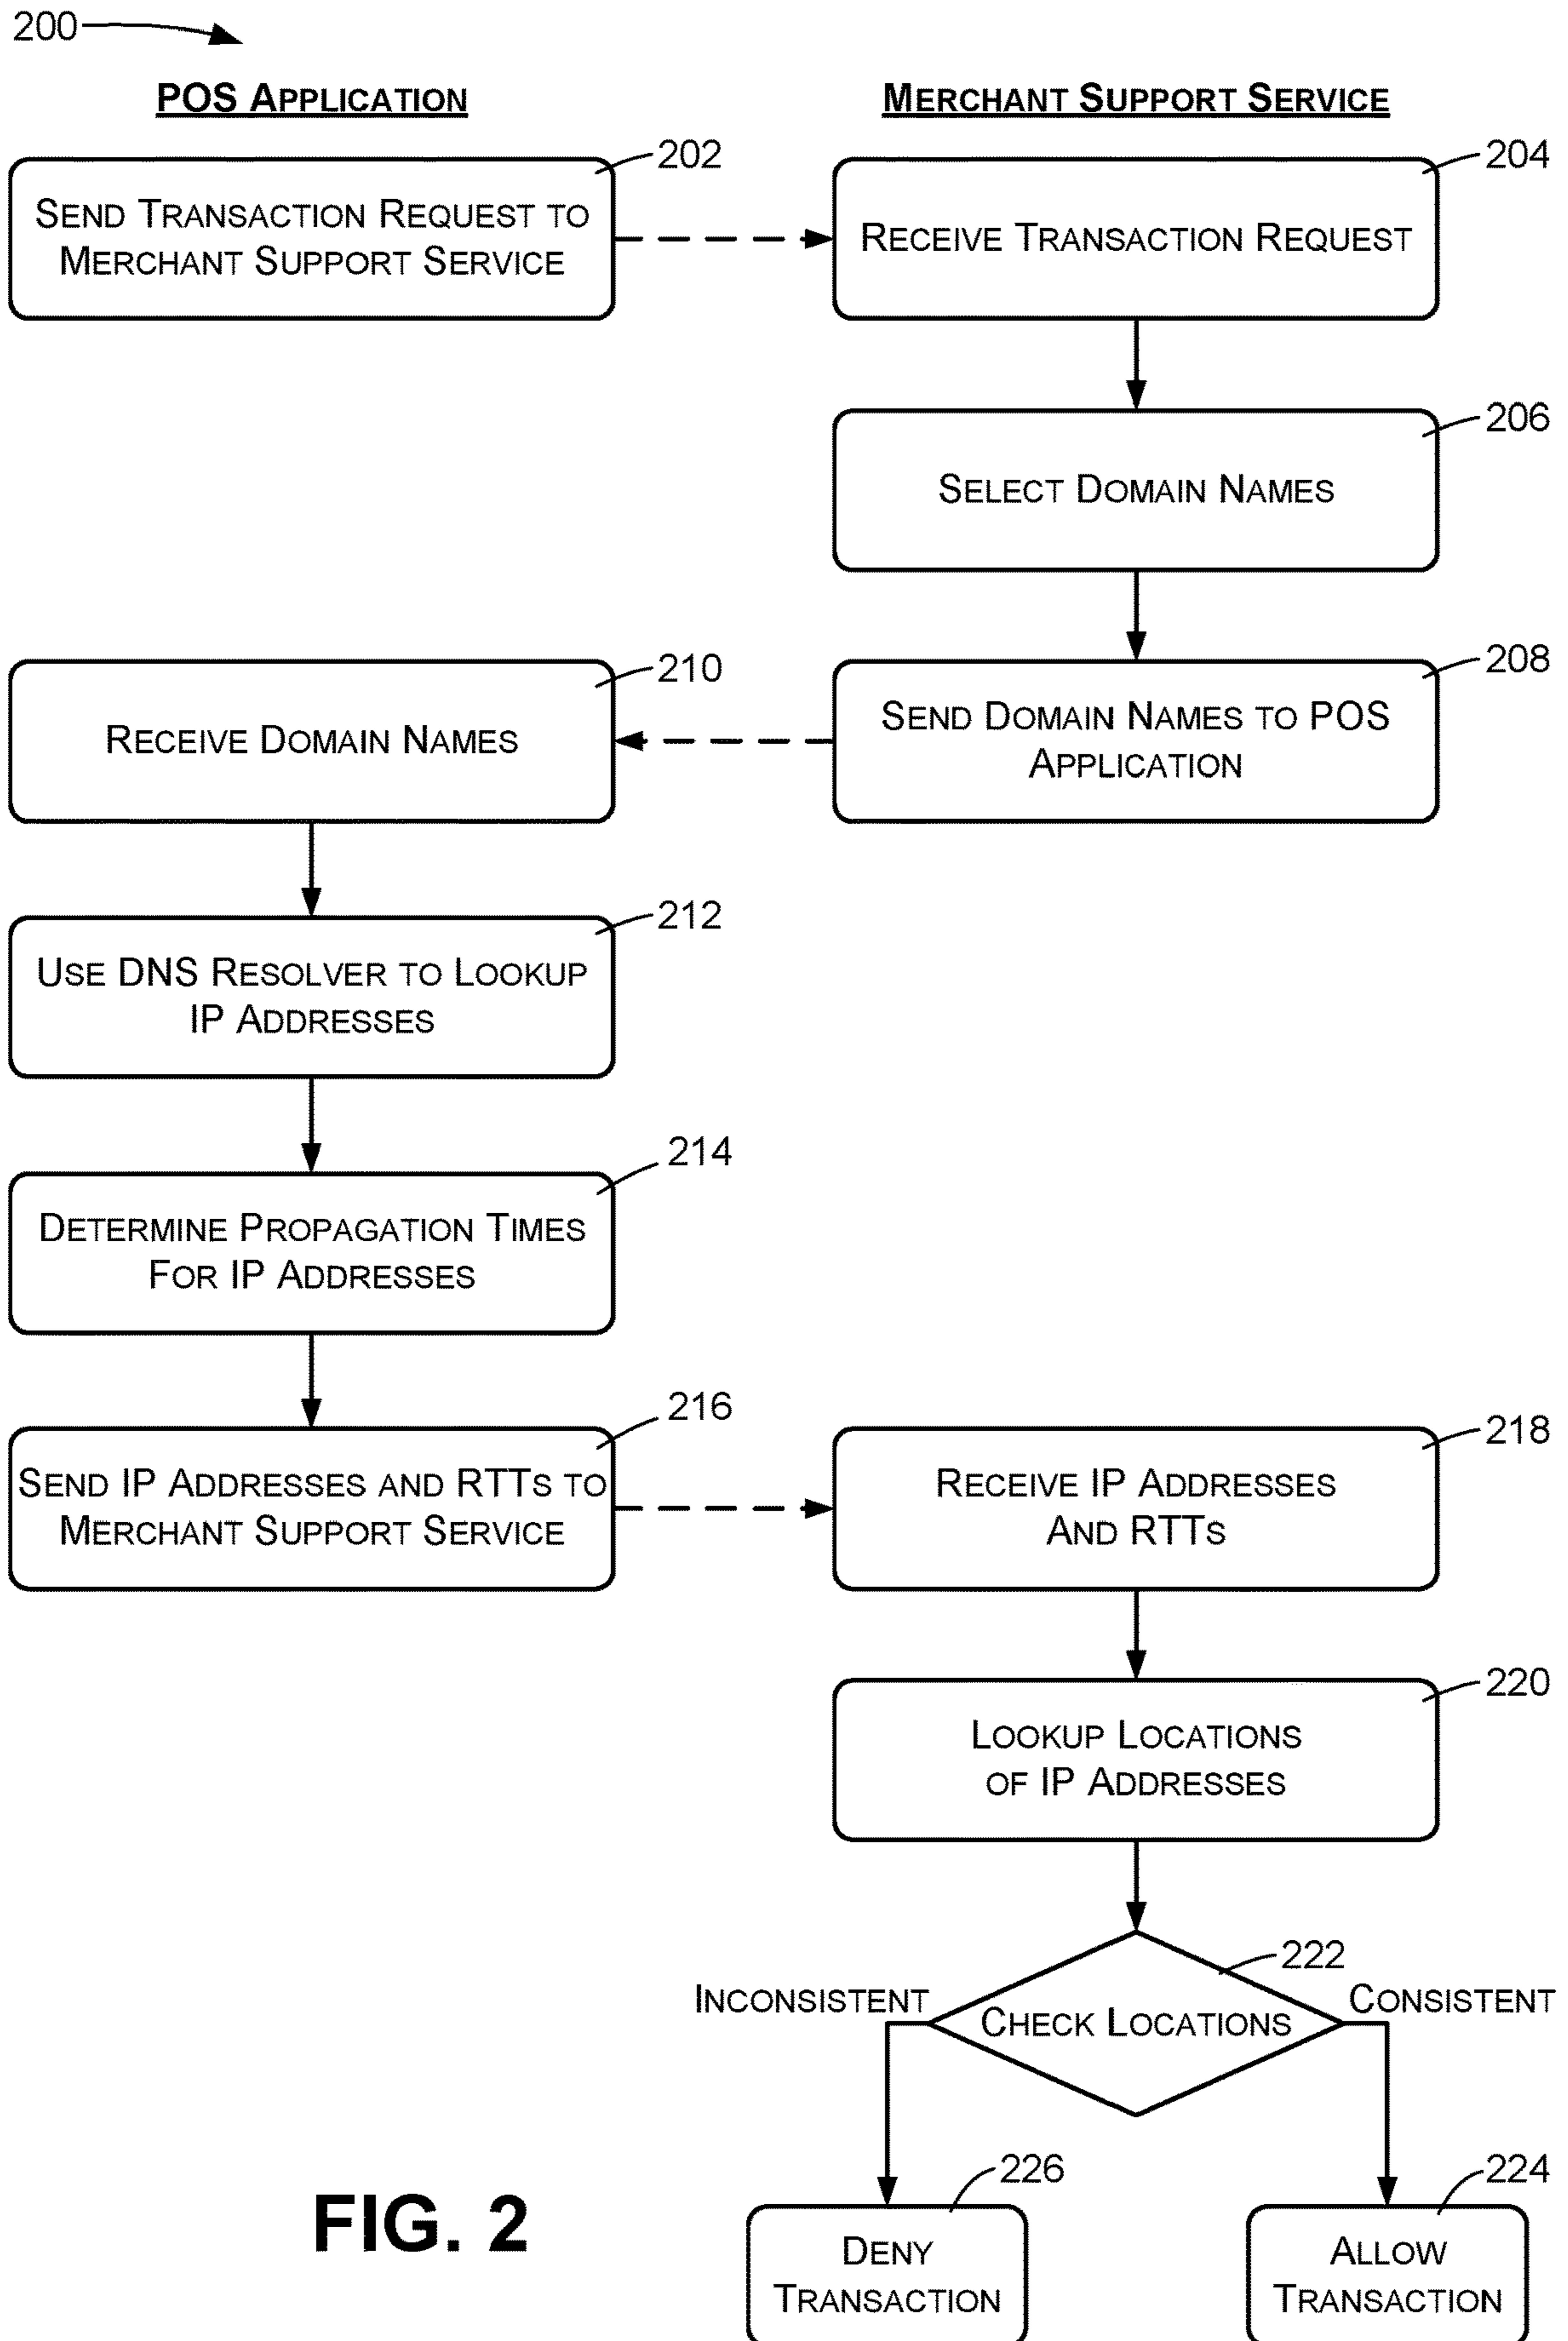 200
POS APPLICATION
MERCHANT SUPPORT SERVICE
202
SEND TRANSACTION REQUEST TO
MERCHANT SUPPORT SERVICE
204
RECEIVE TRANSACTION REQUEST
206
SELECT DOMAIN NAMES
208
SEND DOMAIN NAMES TO POS
APPLICATION
210
RECEIVE DOMAIN NAMES
212
USE DNS RESOLVER TO LOOKUP
IP ADDRESSES
214
DETERMINE PROPAGATION TIMES
FOR IP ADDRESSES
216
SEND IP ADDRESSES AND RTTS TO
MERCHANT SUPPORT SERVICE
218
RECEIVE IP ADDRESSES
AND RTTS
220
LOOKUP LOCATIONS
OF IP ADDRESSES
222
INCONSISTENT
CHECK LOCATIONS
CONSISTENT
226
DENY
TRANSACTION
224
ALLOW
TRANSACTION
FIG. 2